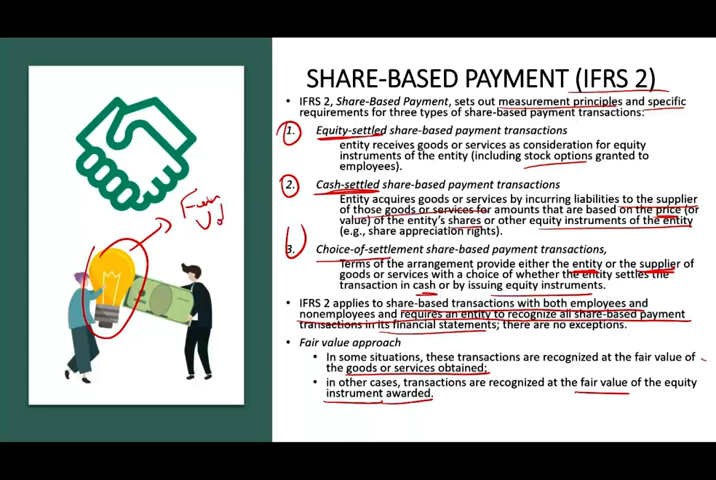 SHARE-BASED PAYMENT (IFRS 2)
• IFRS 2, Share-Based Payment, sets out measurement principles and specific
requirements for three types of share-based payment transactions:
1. Equity-settled share-based payment transactions
entity receives goods or services as consideration for equity
instruments of the entity (including stock options granted to
employees).
2. Cash-settled share-based payment transactions
Entity acquires goods or services by incurring liabilities to the supplier
of those goods or services for amounts that are based on the price (or
value) of the entity's shares or other equity instruments of the entity
(e.g., share appreciation rights).
3. Choice-of-settlement share-based payment transactions,
Terms of the arrangement provide either the entity or the supplier of
goods or services with a choice of whether the entity settles the
transaction in cash or by issuing equity instruments.
• IFRS 2 applies to share-based transactions with both employees and
nonemployees and requires an entity to recognize all share-based payment
transactions in its financial statements; there are no exceptions.
• Fair value approach
• In some situations, these transactions are recognized at the fair value of
the goods or services obtained;
• in other cases, transactions are recognized at the fair value of the equity
instrument awarded.